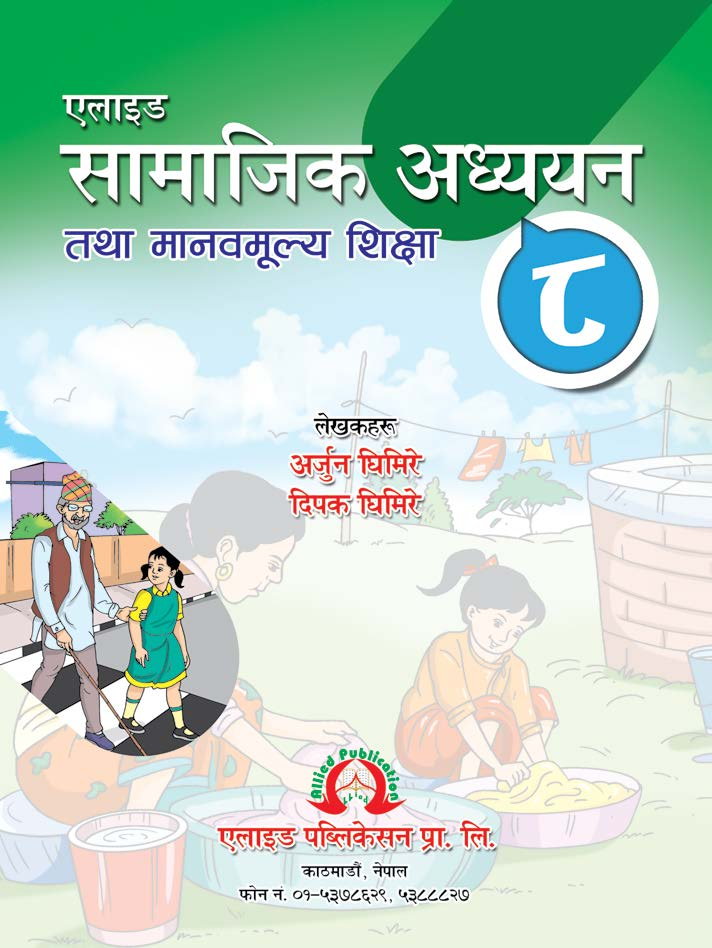 एलाइड
सामाजिक अध्ययन
तथा मानवमूल्य शिक्षा
८
लेखकहरू
अर्जुन घिमिरे
दिपक घिमिरे
Allied Publication
एलाइड पब्लिकेसन प्रा. लि.
काठमाडौं, नेपाल
फोन नं. ०१-५३७८६२९, ५३८८८२७